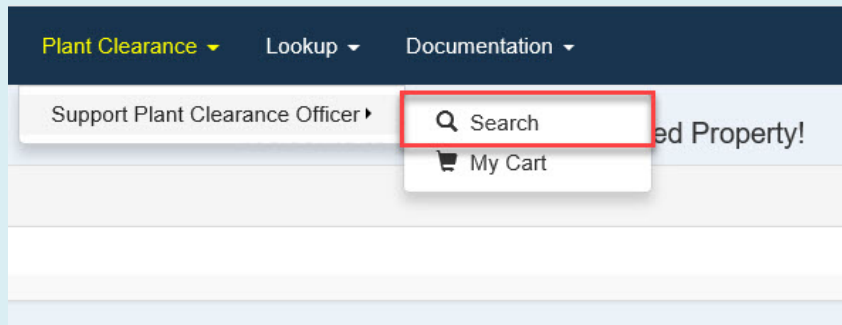 Plant Clearance Lookup Documentation
Support Plant Clearance Officer
Search
ed Property!
My Cart